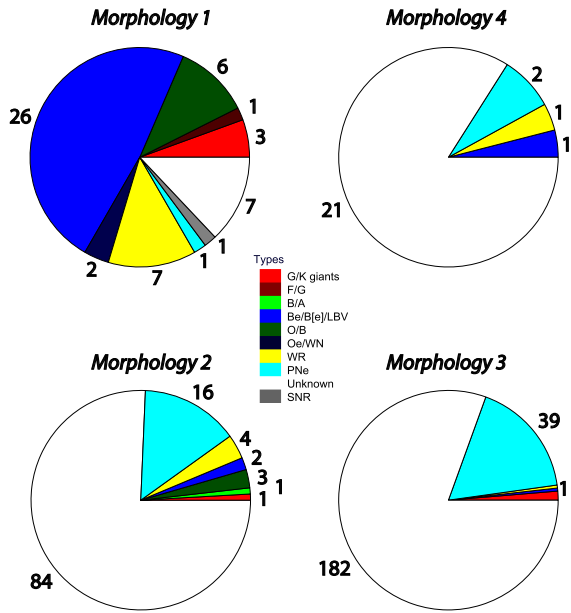 Morphology 1
26
6
1
3
7
1
1
7
2
Morphology 4
2
1
1
21
Types
G/K giants
F/G
B/A
Be/B[e]/LBV
O/B
Oe/WN
WR
PNe
Unknown
SNR
Morphology 2
16
4
2
3
1
1
84
Morphology 3
39
1
182